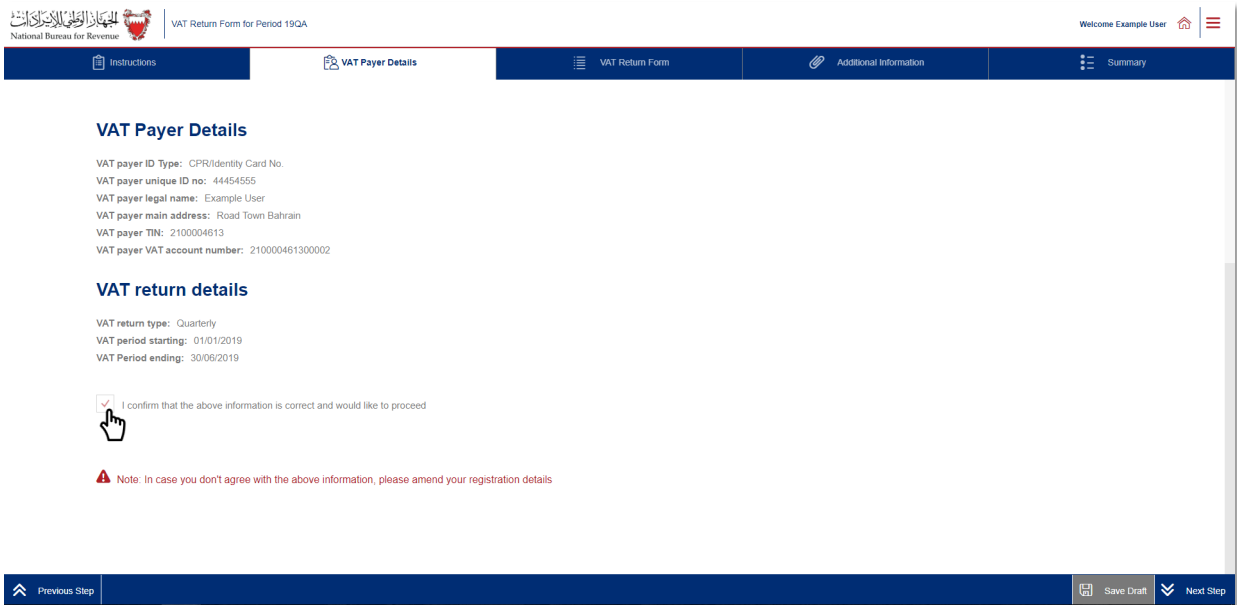 الجهاز الوطني للإيرادات
National Bureau for Revenue
VAT Return Form for Period 19QA
Welcome Example User
Instructions
VAT Payer Details
VAT Return Form
Additional Information
Summary
VAT Payer Details
VAT payer ID Type: CPR/Identity Card No.
VAT payer unique ID no: 44454555
VAT payer legal name: Example User
VAT payer main address: Road Town Bahrain
VAT payer TIN: 2100004613
VAT payer VAT account number: 210000461300002
VAT return details
VAT return type: Quarterly
VAT period starting: 01/01/2019
VAT Period ending: 30/06/2019
I confirm that the above information is correct and would like to proceed
Note: In case you don't agree with the above information, please amend your registration details
Previous Step
Save Draft
Next Step